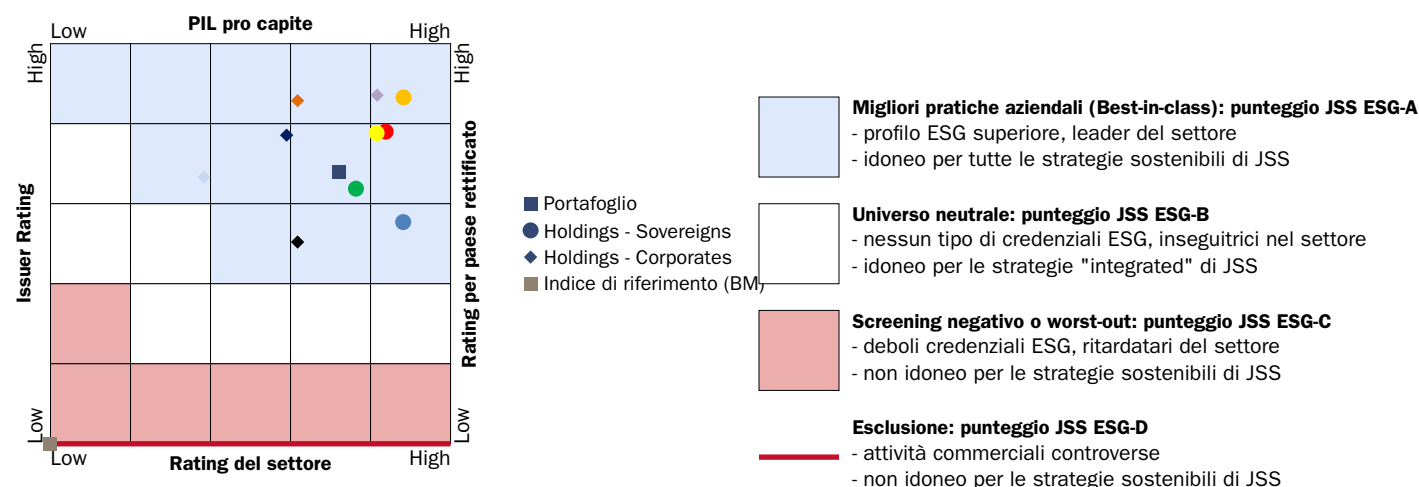 PIL pro capite
Low
High
High
High
Issuer Rating
Rating per paese rettificato
Low
Low
Low
High
Rating del settore
Portafoglio
Holdings - Sovereigns
Holdings - Corporates
Indice di riferimento (BM)
Migliori pratiche aziendali (Best-in-class): punteggio JSS ESG-A
- profilo ESG superiore, leader del settore
- idoneo per tutte le strategie sostenibili di JSS
Universo neutrale: punteggio JSS ESG-B
- nessun tipo di credenziali ESG, inseguitrici nel settore
- idoneo per le strategie "integrated" di JSS
Screening negativo o worst-out: punteggio JSS ESG-C
- deboli credenziali ESG, ritardatari del settore
- non idoneo per le strategie sostenibili di JSS
Esclusione: punteggio JSS ESG-D
- attività commerciali controverse
- non idoneo per le strategie sostenibili di JSS